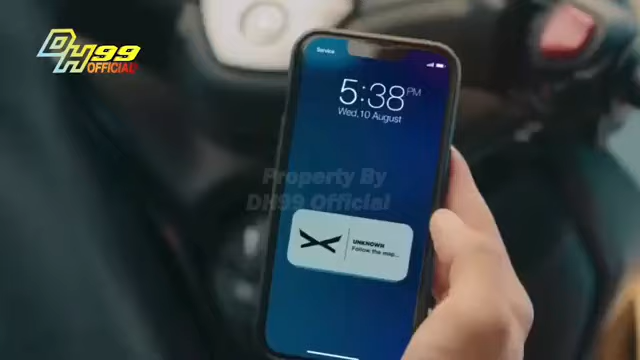 DH99
OFFICIAL
Service
5:38 PM
Wed, 10 August
Property By
DH99 Official
UNKNOWN
Follow the map...